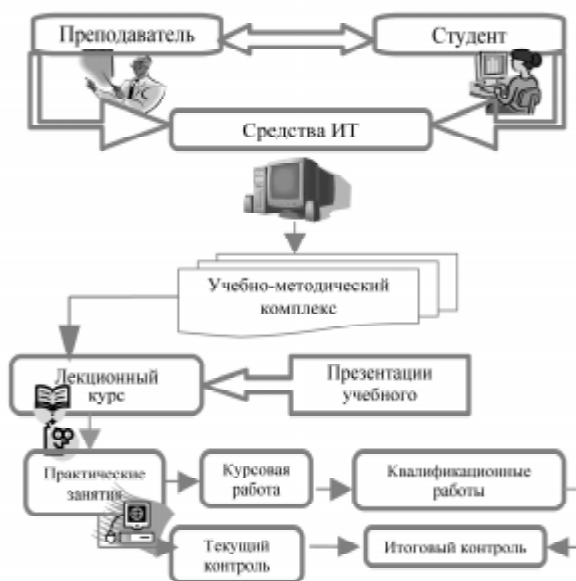 Преподаватель
Студент
Средства ИТ
Учебно-методический
комплекс
Лекционный
курс
Презентации
учебного
Практические
занятия
Курсовая
работа
Квалификационные
работы
Текущий
контроль
Итоговый контроль